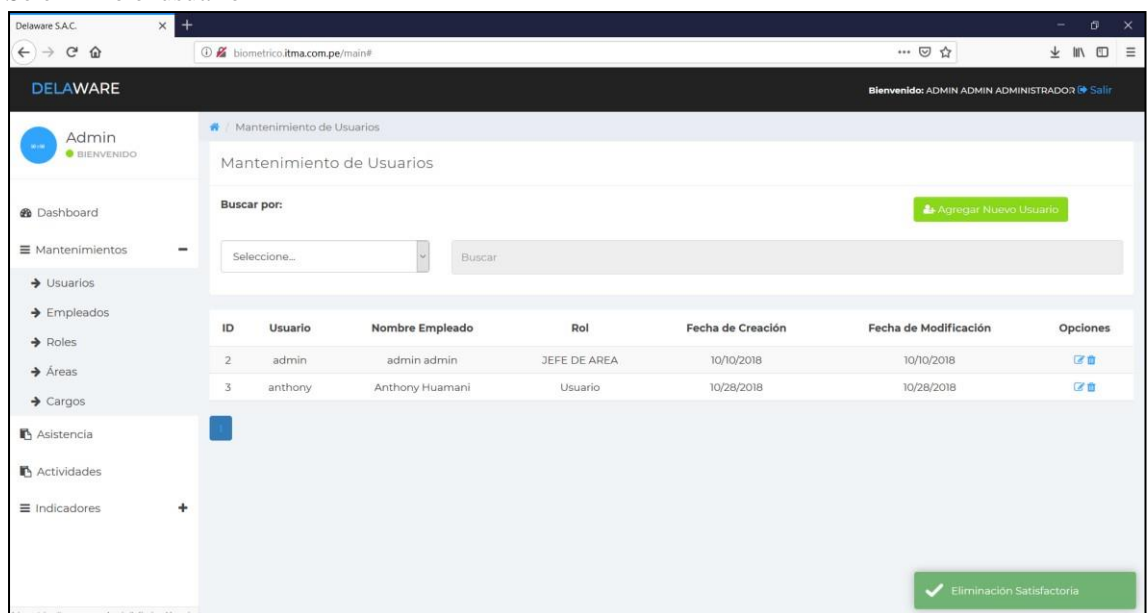 Delaware S.A.C.
biometrico.itma.com.pe/main#
DELAWARE
Bienvenido: ADMIN ADMIN ADMINISTRADOR Salir
Admin
BIENVENIDO
/ Mantenimiento de Usuarios
Mantenimiento de Usuarios
Buscar por:
Agregar Nuevo Usuario
Seleccione...
Buscar
Dashboard
Mantenimientos
Usuarios
Empleados
Roles
Áreas
Cargos
Asistencia
Actividades
Indicadores
ID Usuario Nombre Empleado Rol Fecha de Creación Fecha de Modificación Opciones
2 admin admin admin JEFE DE AREA 10/10/2018 10/10/2018
3 anthony Anthony Huamani Usuario 10/28/2018 10/28/2018
1
Eliminación Satisfactoria